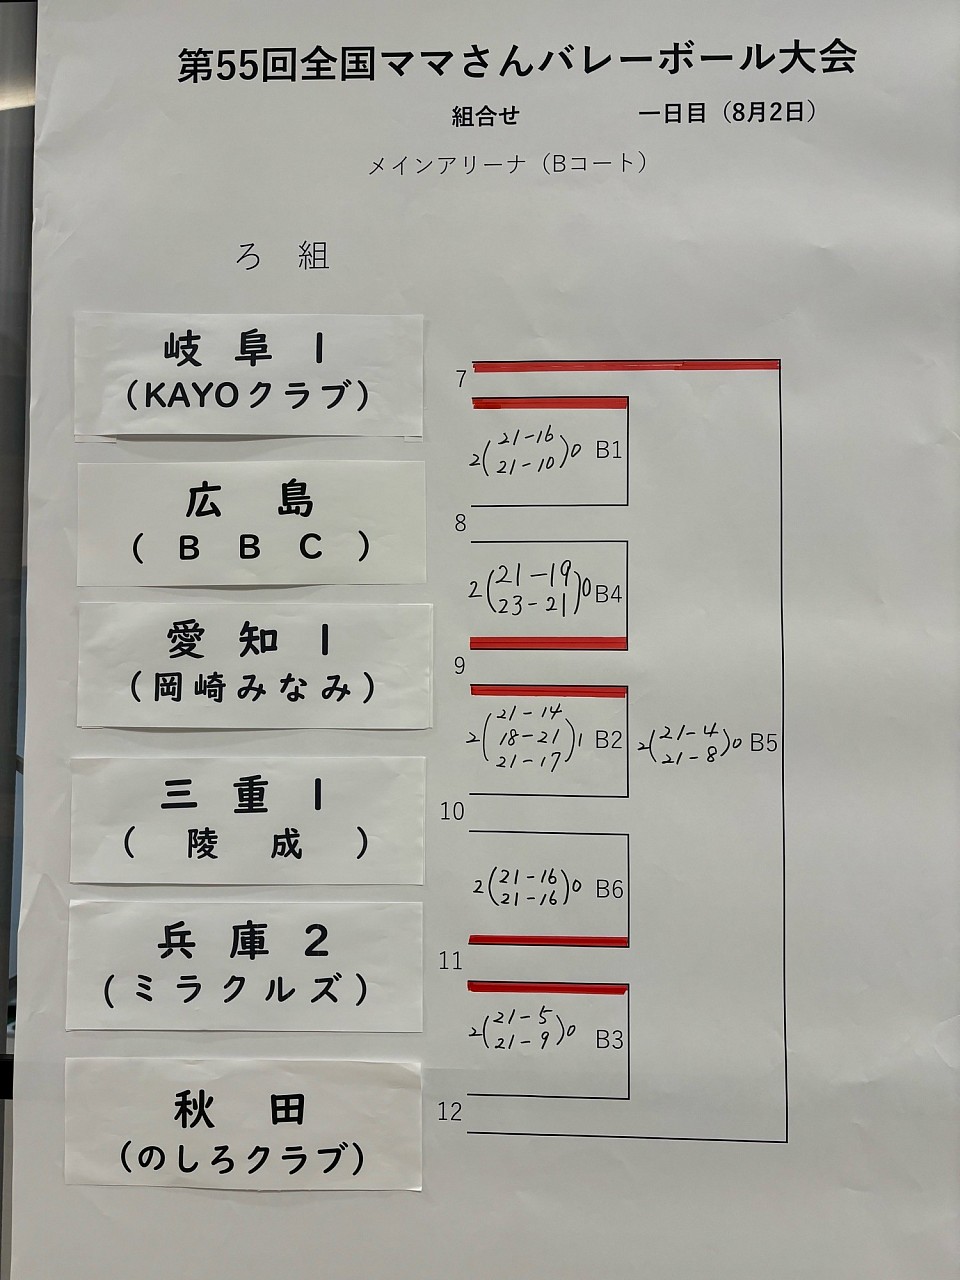 第55回全国ママさんバレーボール大会
組合せ 一日目（8月2日）
メインアリーナ（Bコート）
ろ 組
岐 阜 1
（KAYOクラブ）
7
21-16
2( )0 B1
21-10
広 島
（ B B C ）
8
21-19
2( )0 B4
23-21
愛 知 1
（岡崎みなみ）
9
21-14
2( 18-21 )1 B2
21-17
21-4
2( )0 B5
21-8
三 重 1
（ 陵 成 ）
10
21-16
2( )0 B6
21-16
兵 庫 2
（ミラクルズ）
11
21-5
2( )0 B3
21-9
秋 田
（のしろクラブ）
12